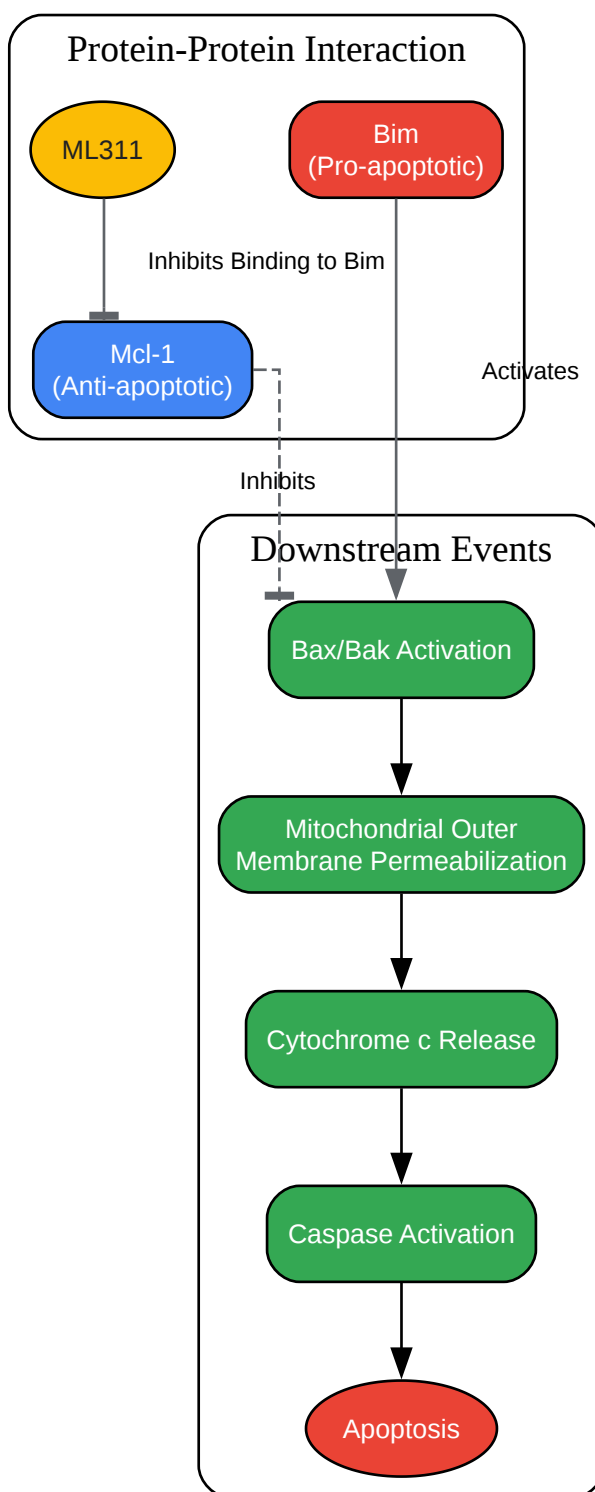 Protein-Protein Interaction
ML311
Bim
(Pro-apoptotic)
Inhibits Binding to Bim
Mcl-1
(Anti-apoptotic)
Activates
Inhibits
Downstream Events
Bax/Bak Activation
Mitochondrial Outer
Membrane Permeabilization
Cytochrome c Release
Caspase Activation
Apoptosis